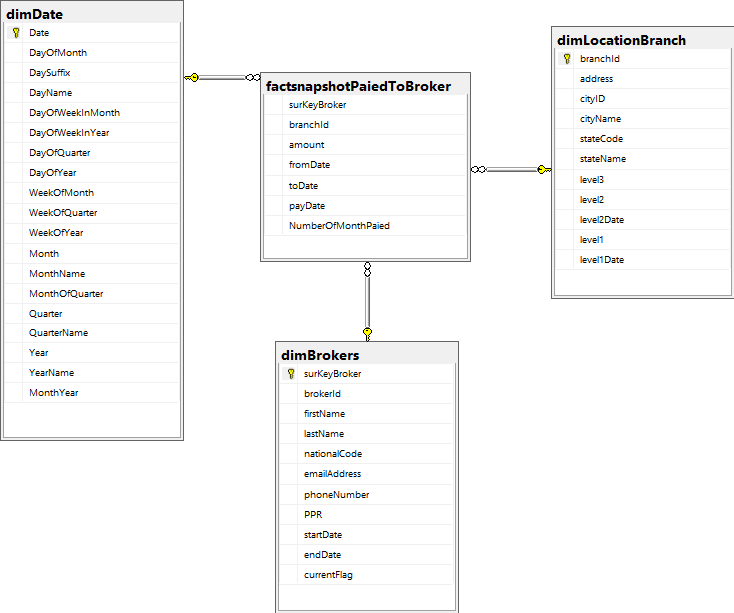 dimDate
Date
DayOfMonth
DaySuffix
DayName
DayOfWeekInMonth
DayOfWeekInYear
DayOfQuarter
DayOfYear
WeekOfMonth
WeekOfQuarter
WeekOfYear
Month
MonthName
MonthOfQuarter
Quarter
QuarterName
Year
YearName
MonthYear
factsnapshotPaiedToBroker
surKeyBroker
branchId
amount
fromDate
toDate
payDate
NumberOfMonthPaied
dimLocationBranch
branchId
address
cityID
cityName
stateCode
stateName
level3
level2
level2Date
level1
level1Date
dimBrokers
surKeyBroker
brokerId
firstName
lastName
nationalCode
emailAddress
phoneNumber
PPR
startDate
endDate
currentFlag